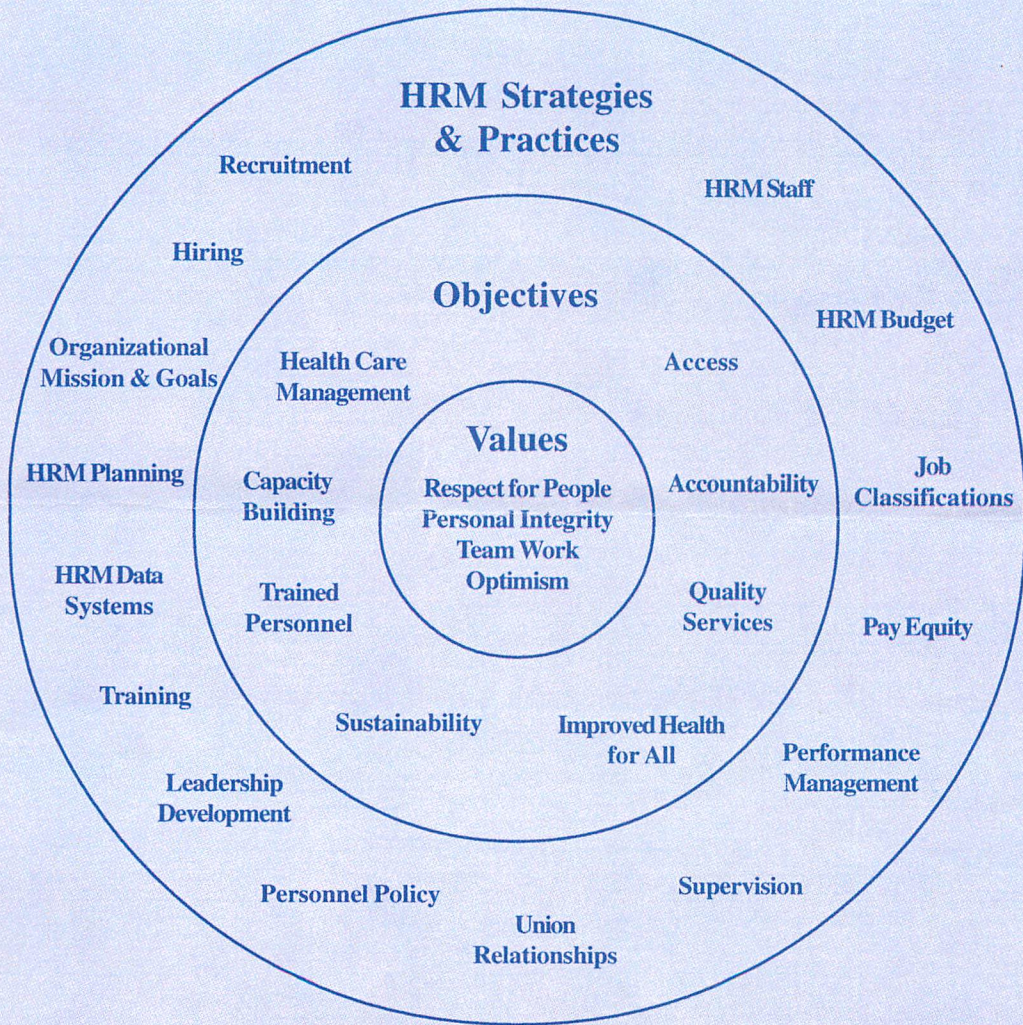 HRM Strategies
& Practices
Recruitment
HRM Staff
Hiring
HRM Budget
Organizational
Mission & Goals
Job
Classifications
HRM Planning
HRM Data
Systems
Pay Equity
Training
Performance
Management
Leadership
Development
Supervision
Personnel Policy
Union
Relationships
Objectives
Health Care
Management
Access
Capacity
Building
Accountability
Trained
Personnel
Quality
Services
Sustainability
Improved Health
for All
Values
Respect for People
Personal Integrity
Team Work
Optimism